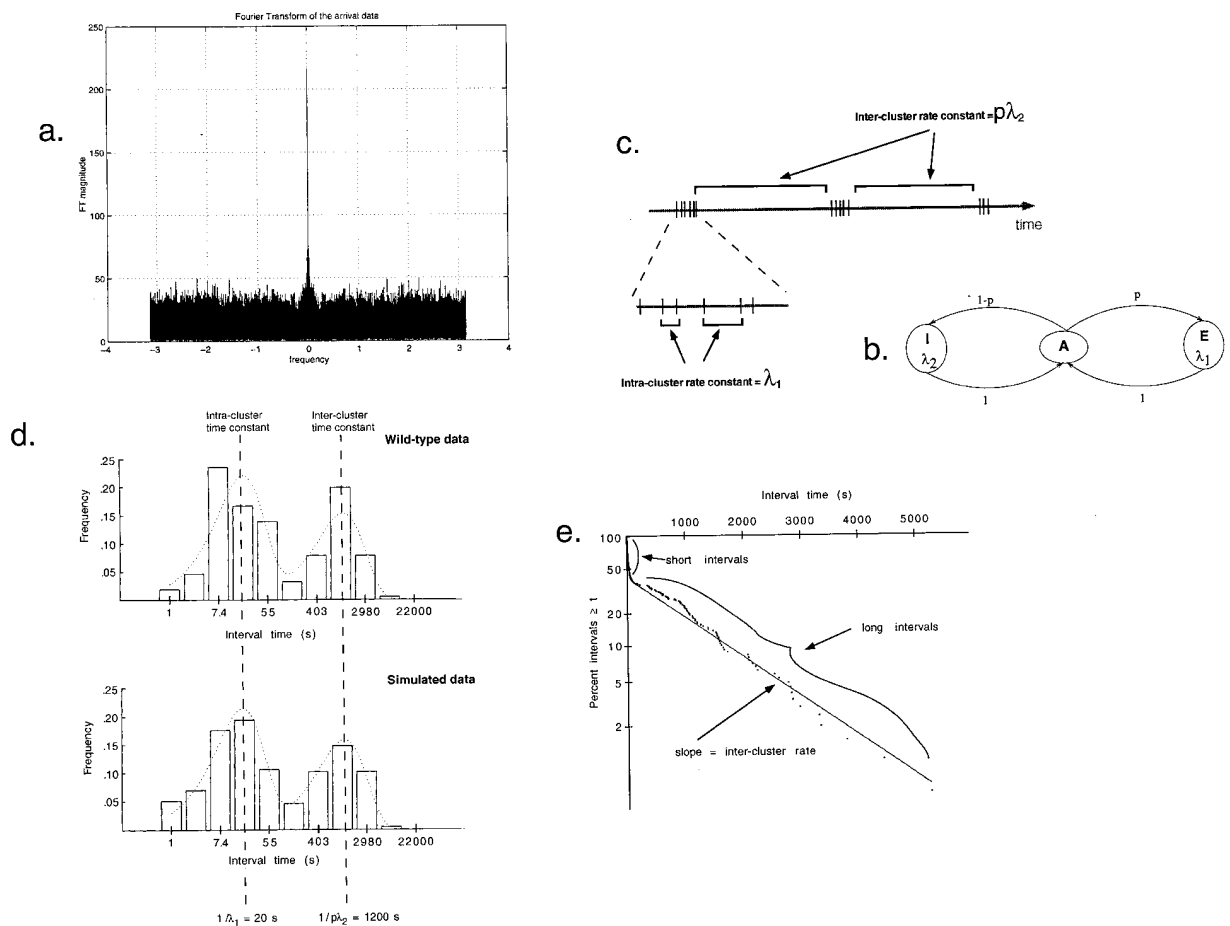 a.
Fourier Transform of the arrival data
FT magnitude
250
200
150
100
50
0
−4 −3 −2 −1 0 1 2 3 4
frequency
c.
Inter-cluster rate constant = pλ2
time
Intra-cluster rate constant = λ1
b.
1-p
p
I
λ2
A
E
λ1
1
1
d.
Intra-cluster
time constant
Inter-cluster
time constant
Wild-type data
Frequency
.25
.20
.15
.10
.05
1 7.4 55 403 2980 22000
Interval time (s)
Simulated data
Frequency
.25
.20
.15
.10
.05
1 7.4 55 403 2980 22000
Interval time (s)
1/λ1 = 20 s
1/pλ2 = 1200 s
e.
Interval time (s)
1000 2000 3000 4000 5000
Percent intervals ≥ t
100
50
20
10
5
2
short intervals
long intervals
slope = inter-cluster rate